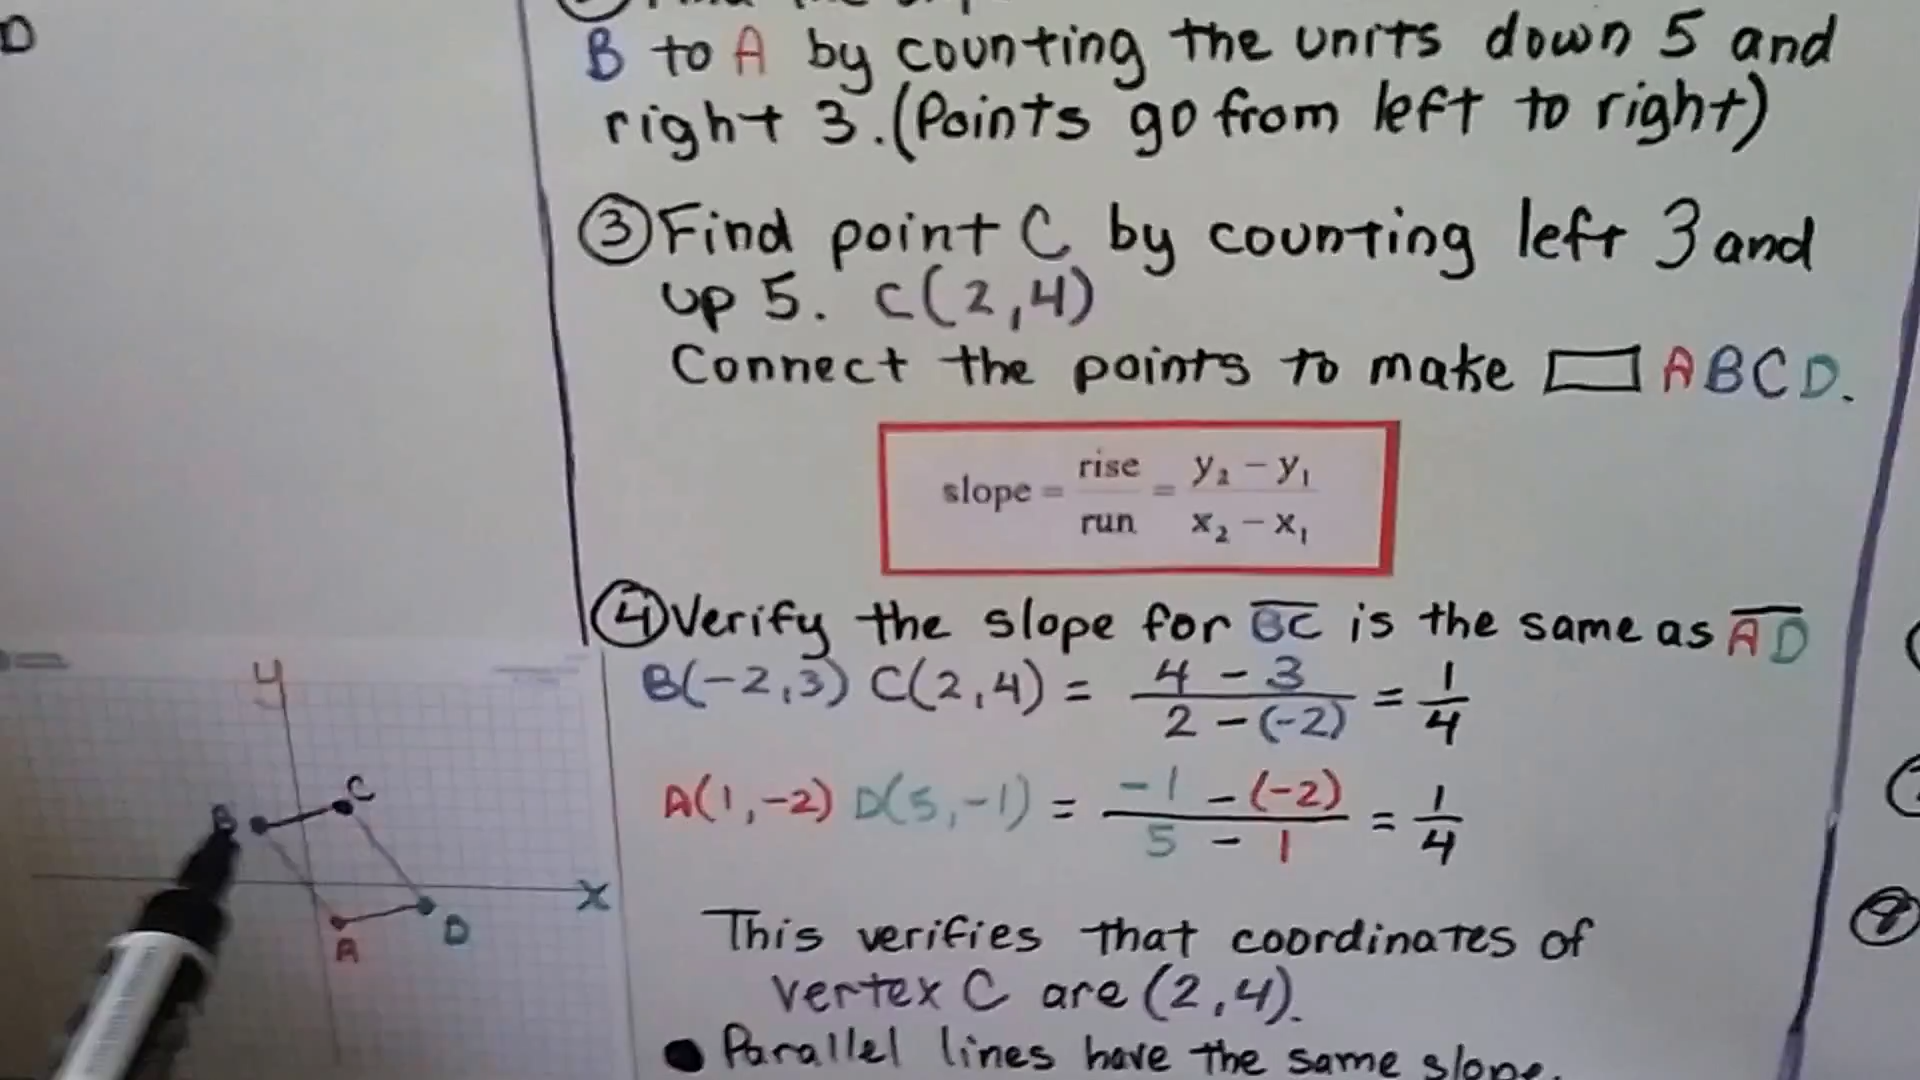 D
B to A by counting the units down 5 and
right 3. (Points go from left to right)
③ Find point C by counting left 3 and
up 5. C(2,4)
Connect the points to make ▭ ABCD.
slope = rise/run = y₂ − y₁/x₂ − x₁
④ Verify the slope for B̅C̅ is the same as A̅D̅
B(-2,3) C(2,4) = 4 - 3/2 - (-2) = 1/4
A(1,-2) D(5,-1) = -1 - (-2)/5 - 1 = 1/4
This verifies that coordinates of
vertex C are (2,4).
● Parallel lines have the same slope.
y
C
B
x
D
A
⑧